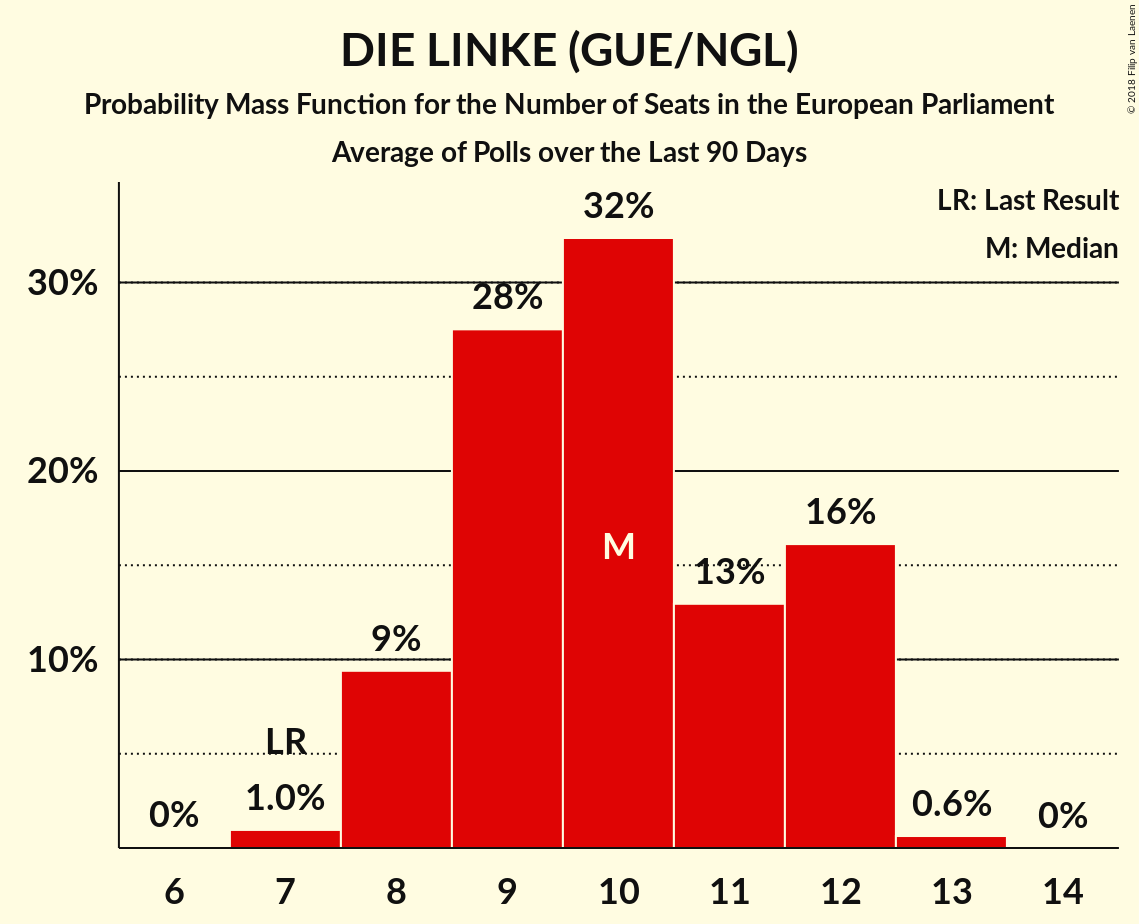 DIE LINKE (GUE/NGL)
Probability Mass Function for the Number of Seats in the European Parliament
Average of Polls over the Last 90 Days
© 2018 Filip van Laenen
LR: Last Result
M: Median
30%
20%
10%
0%
LR
1.0%
9%
28%
32%
M
13%
16%
0.6%
0%
6 7 8 9 10 11 12 13 14